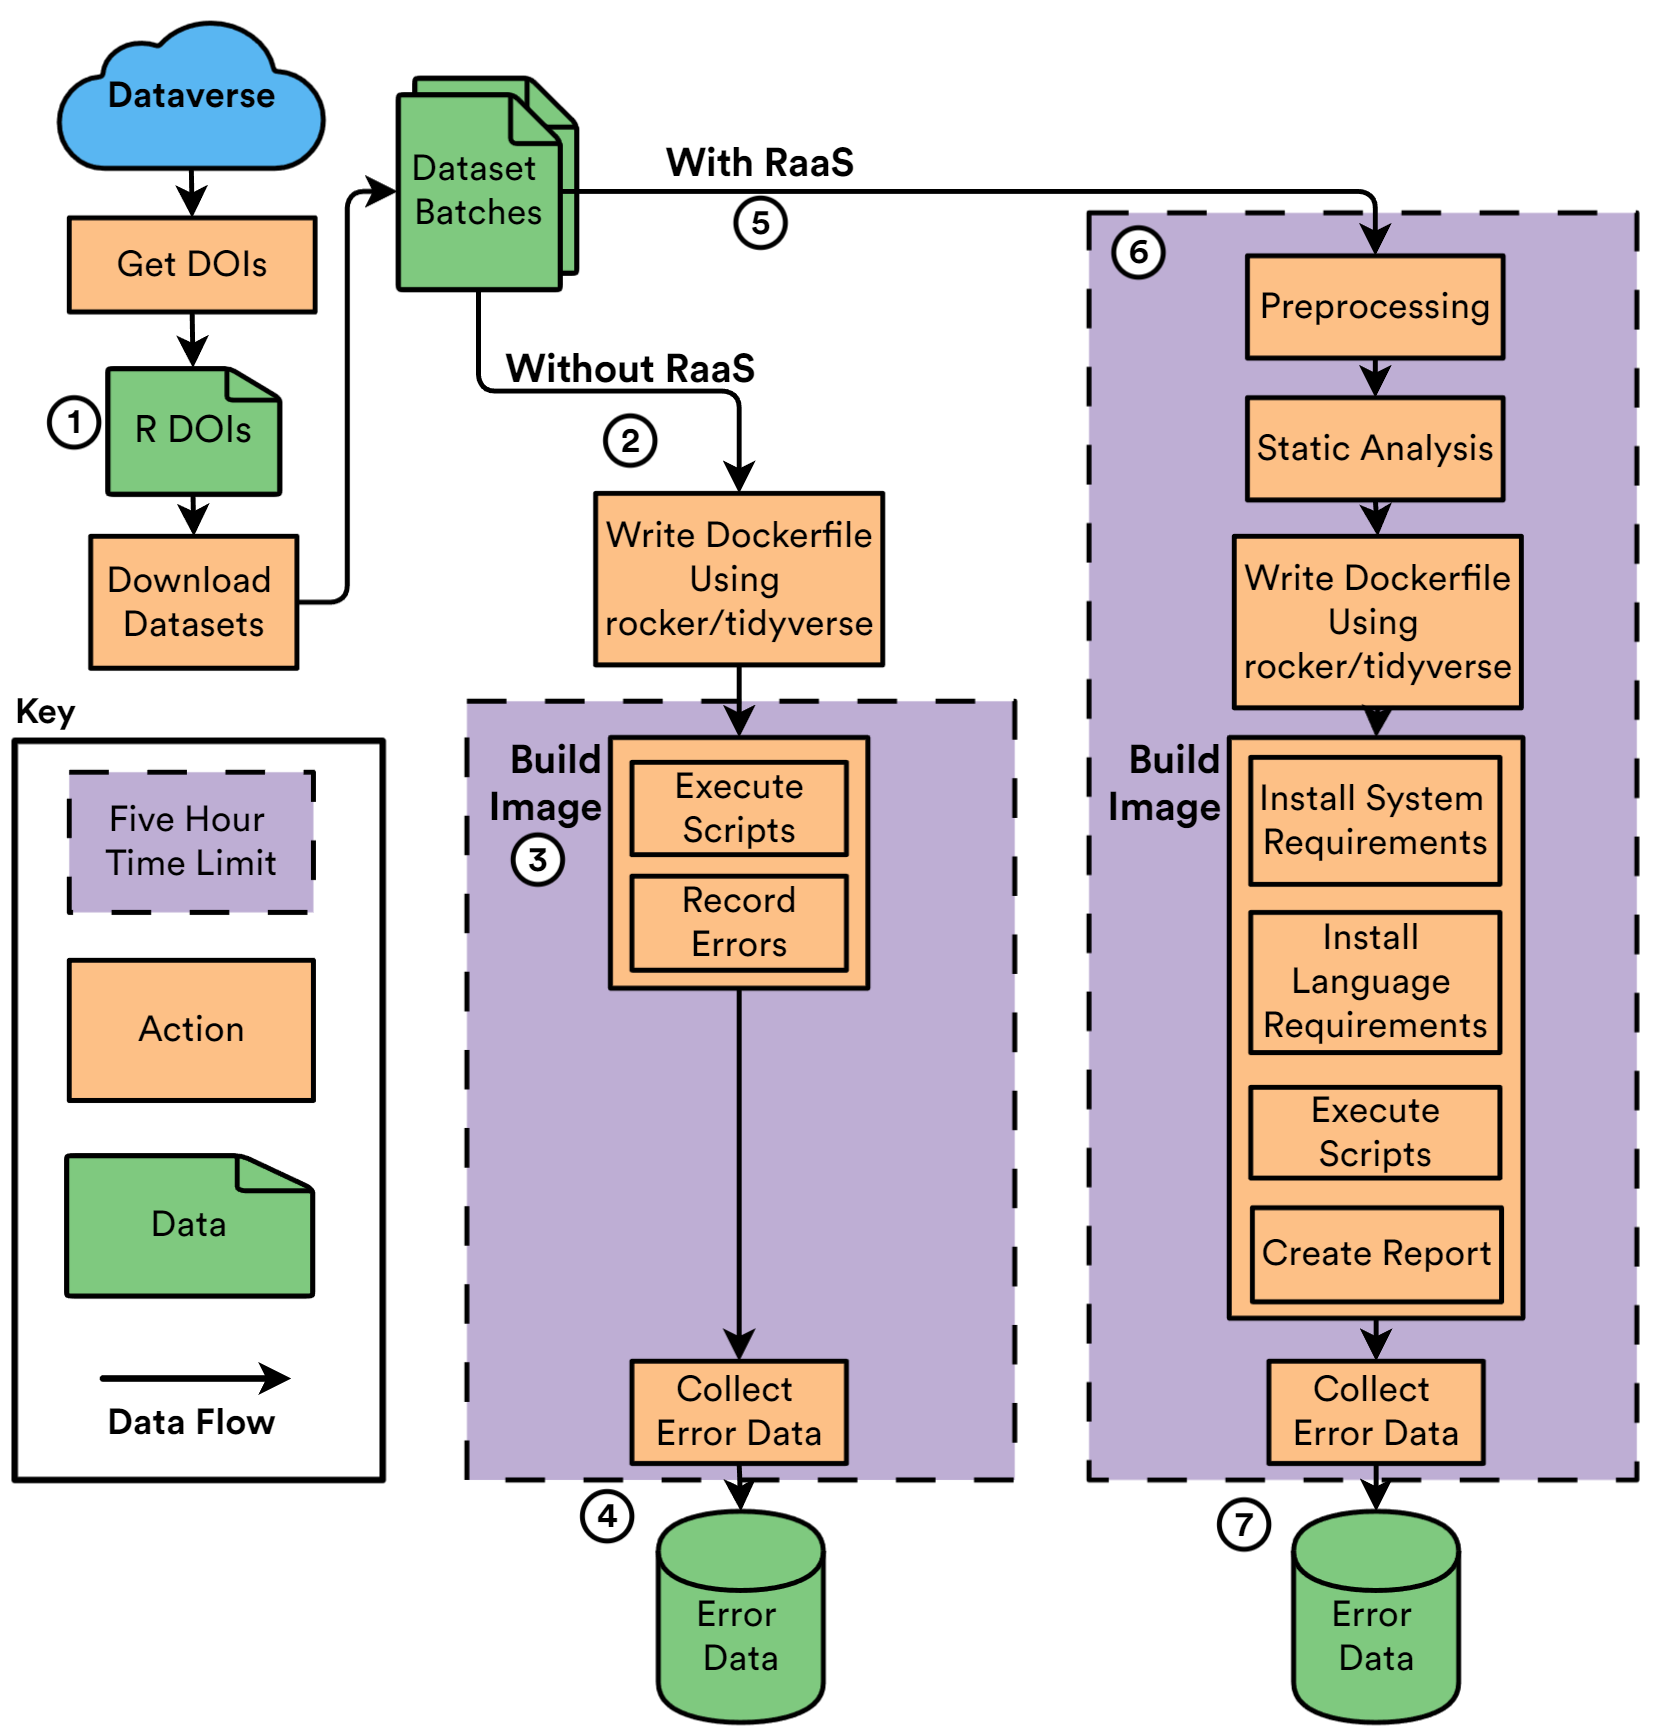 Dataverse
Get DOIs
1
R DOIs
Download
Datasets
Dataset
Batches
With RaaS
5
Without RaaS
2
Write Dockerfile
Using
rocker/tidyverse
Build
Image
3
Execute
Scripts
Record
Errors
Collect
Error Data
4
Error
Data
6
Preprocessing
Static Analysis
Write Dockerfile
Using
rocker/tidyverse
Build
Image
Install System
Requirements
Install
Language
Requirements
Execute
Scripts
Create Report
Collect
Error Data
7
Error
Data
Key
Five Hour
Time Limit
Action
Data
Data Flow